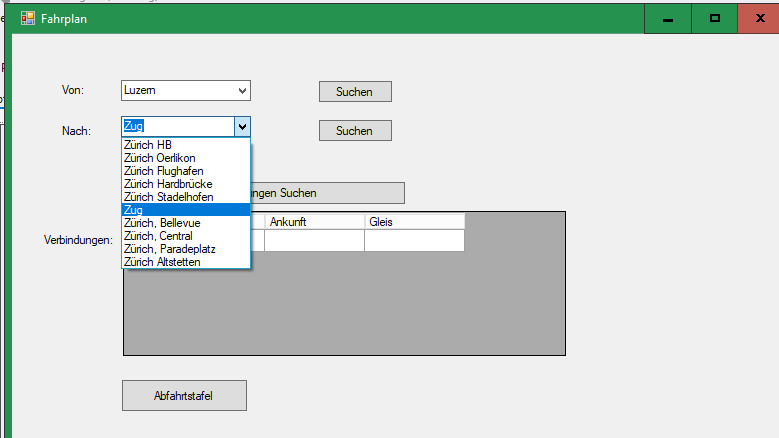 Fahrplan
Von:
Luzern
Suchen
Nach:
Zug
Suchen
Zürich HB
Zürich Oerlikon
Zürich Flughafen
Zürich Hardbrücke
Zürich Stadelhofen
ungen Suchen
Zug
Zürich, Bellevue
Ankunft
Gleis
Zürich, Central
Verbindungen:
Zürich, Paradeplatz
Zürich Altstetten
Abfahrtstafel